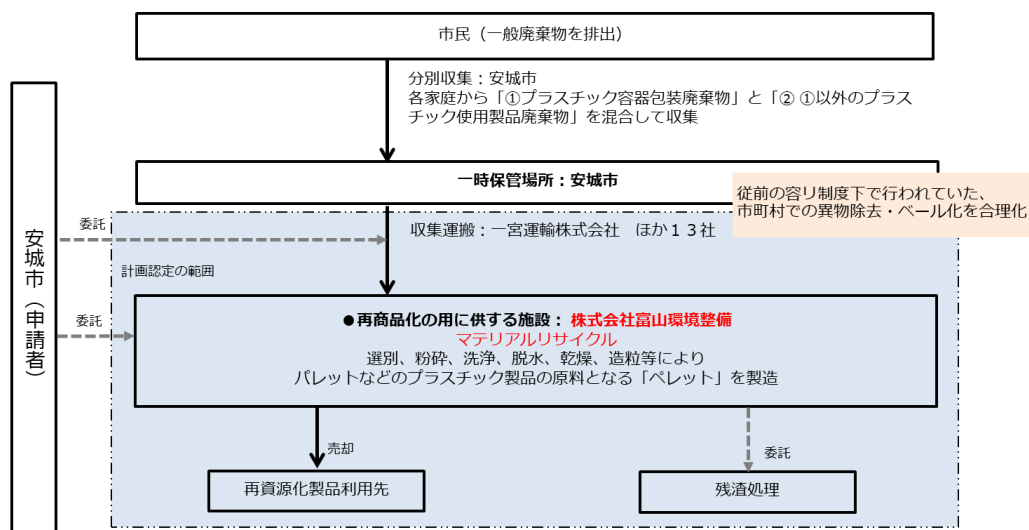 市民（一般廃棄物を排出）
分別収集：安城市
各家庭から「①プラスチック容器包装廃棄物」と「② ①以外のプラス
チック使用製品廃棄物」を混合して収集
一時保管場所：安城市
従前の容リ制度下で行われていた、
市町村での異物除去・ベール化を合理化
安城市（申請者）
委託
収集運搬：一宮運輸株式会社　ほか１３社
計画認定の範囲
委託
●再商品化の用に供する施設： 株式会社富山環境整備
マテリアルリサイクル
選別、粉砕、洗浄、脱水、乾燥、造粒等により
パレットなどのプラスチック製品の原料となる「ペレット」を製造
売却
委託
再資源化製品利用先
残渣処理